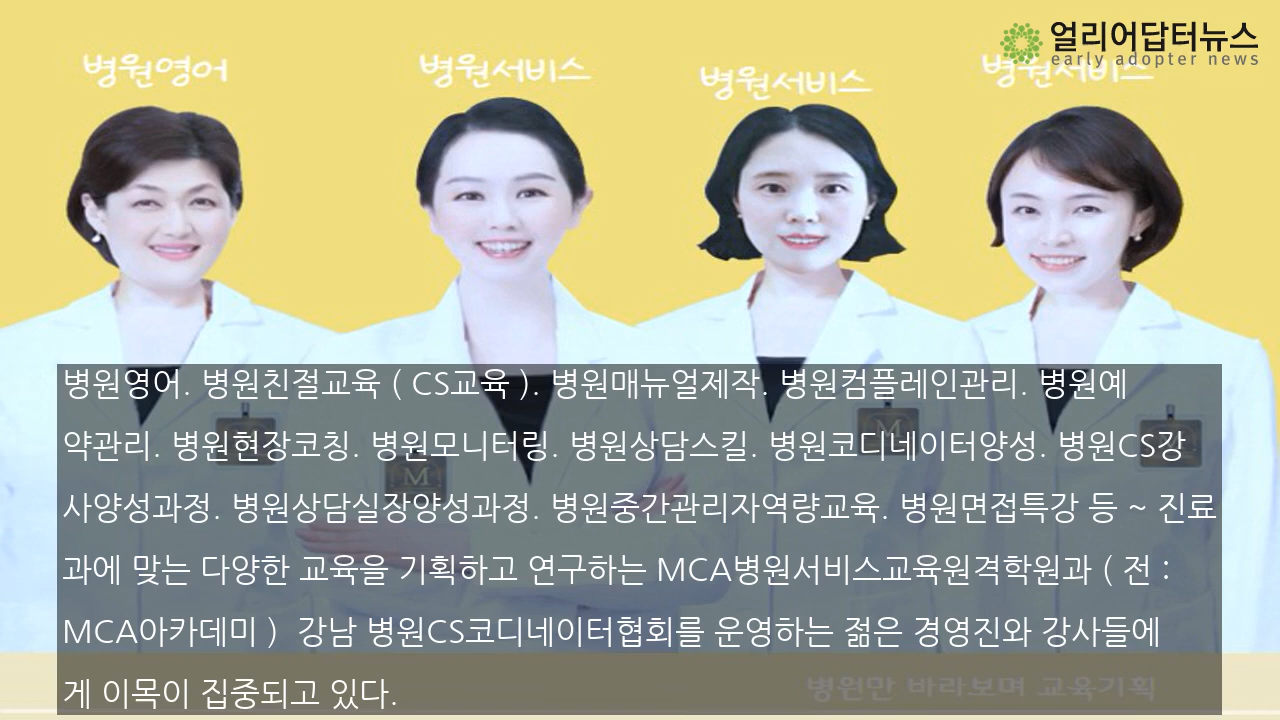 얼리어답터뉴스
early adopter news
병원영어
병원서비스
병원서비스
병원서비스
병원영어. 병원친절교육 ( CS교육 ). 병원매뉴얼제작. 병원컴플레인관리. 병원예
약관리. 병원현장코칭. 병원모니터링. 병원상담스킬. 병원코디네이터양성. 병원CS강
사양성과정. 병원상담실장양성과정. 병원중간관리자역량교육. 병원면접특강 등 ~ 진료
과에 맞는 다양한 교육을 기획하고 연구하는 MCA병원서비스교육원격학원과 ( 전 :
MCA아카데미 )  강남 병원CS코디네이터협회를 운영하는 젊은 경영진와 강사들에
게 이목이 집중되고 있다.
병원만 바라보며 교육기획